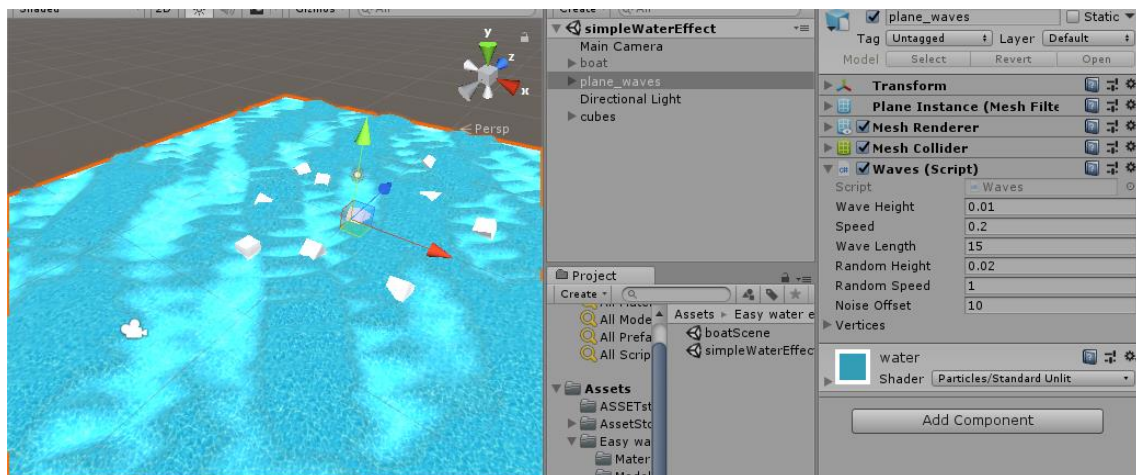 Create
All
simpleWaterEffect
Main Camera
boat
plane_waves
Directional Light
cubes
y
z
x
Persp
Project
Create
All Mode
All Prefa
All Scrip
Assets
ASSETst
AssetSto
Easy wa
Mater
Assets ▸ Easy water e
boatScene
simpleWaterEffec
plane_waves Static
Tag Untagged Layer Default
Model Select Revert Open
Transform
Plane Instance (Mesh Filte
Mesh Renderer
Mesh Collider
Waves (Script)
Script Waves
Wave Height 0.01
Speed 0.2
Wave Length 15
Random Height 0.02
Random Speed 1
Noise Offset 10
Vertices
water
Shader Particles/Standard Unlit
Add Component